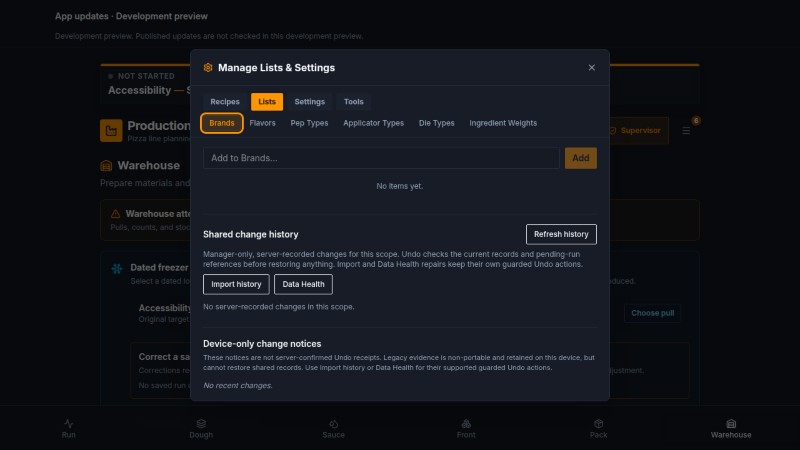 App updates · Development preview
Development preview. Published updates are not checked in this development preview.
NOT STARTED
Accessibility — S
Production
Pizza line planning
Supervisor
6
Warehouse
Prepare materials and
Warehouse atte
Pulls, counts, and stoc
Dated freezer
Select a dated lo
oduced.
Accessibility
Original target
Choose pull
Correct a sa
Corrections re
adjustment.
No saved run
Manage Lists & Settings
Recipes
Lists
Settings
Tools
Brands
Flavors
Pep Types
Applicator Types
Die Types
Ingredient Weights
Add to Brands...
Add
No items yet.
Shared change history
Refresh history
Manager-only, server-recorded changes for this scope. Undo checks the current records and pending-run
references before restoring anything. Import and Data Health repairs keep their own guarded Undo actions.
Import history
Data Health
No server-recorded changes in this scope.
Device-only change notices
These notices are not server-confirmed Undo receipts. Legacy evidence is non-portable and retained on this device, but
cannot restore shared records. Use Import history or Data Health for their supported guarded Undo actions.
No recent changes.
Run
Dough
Sauce
Front
Pack
Warehouse